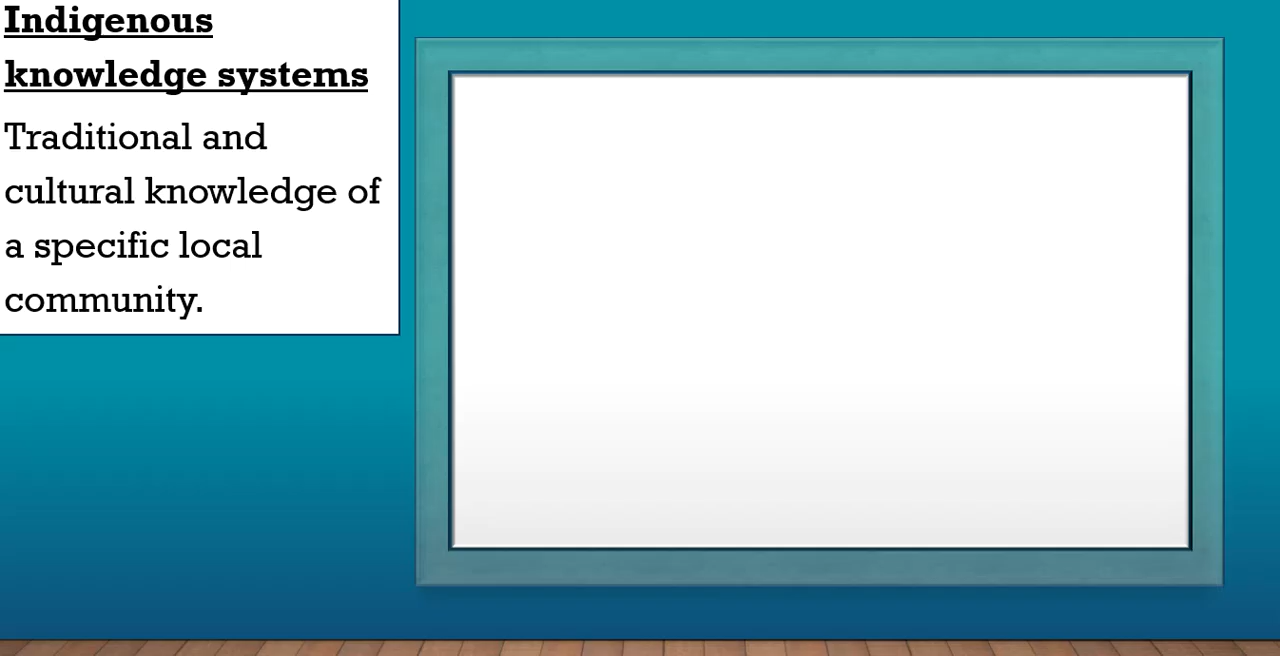 Indigenous
knowledge systems
Traditional and
cultural knowledge of
a specific local
community.